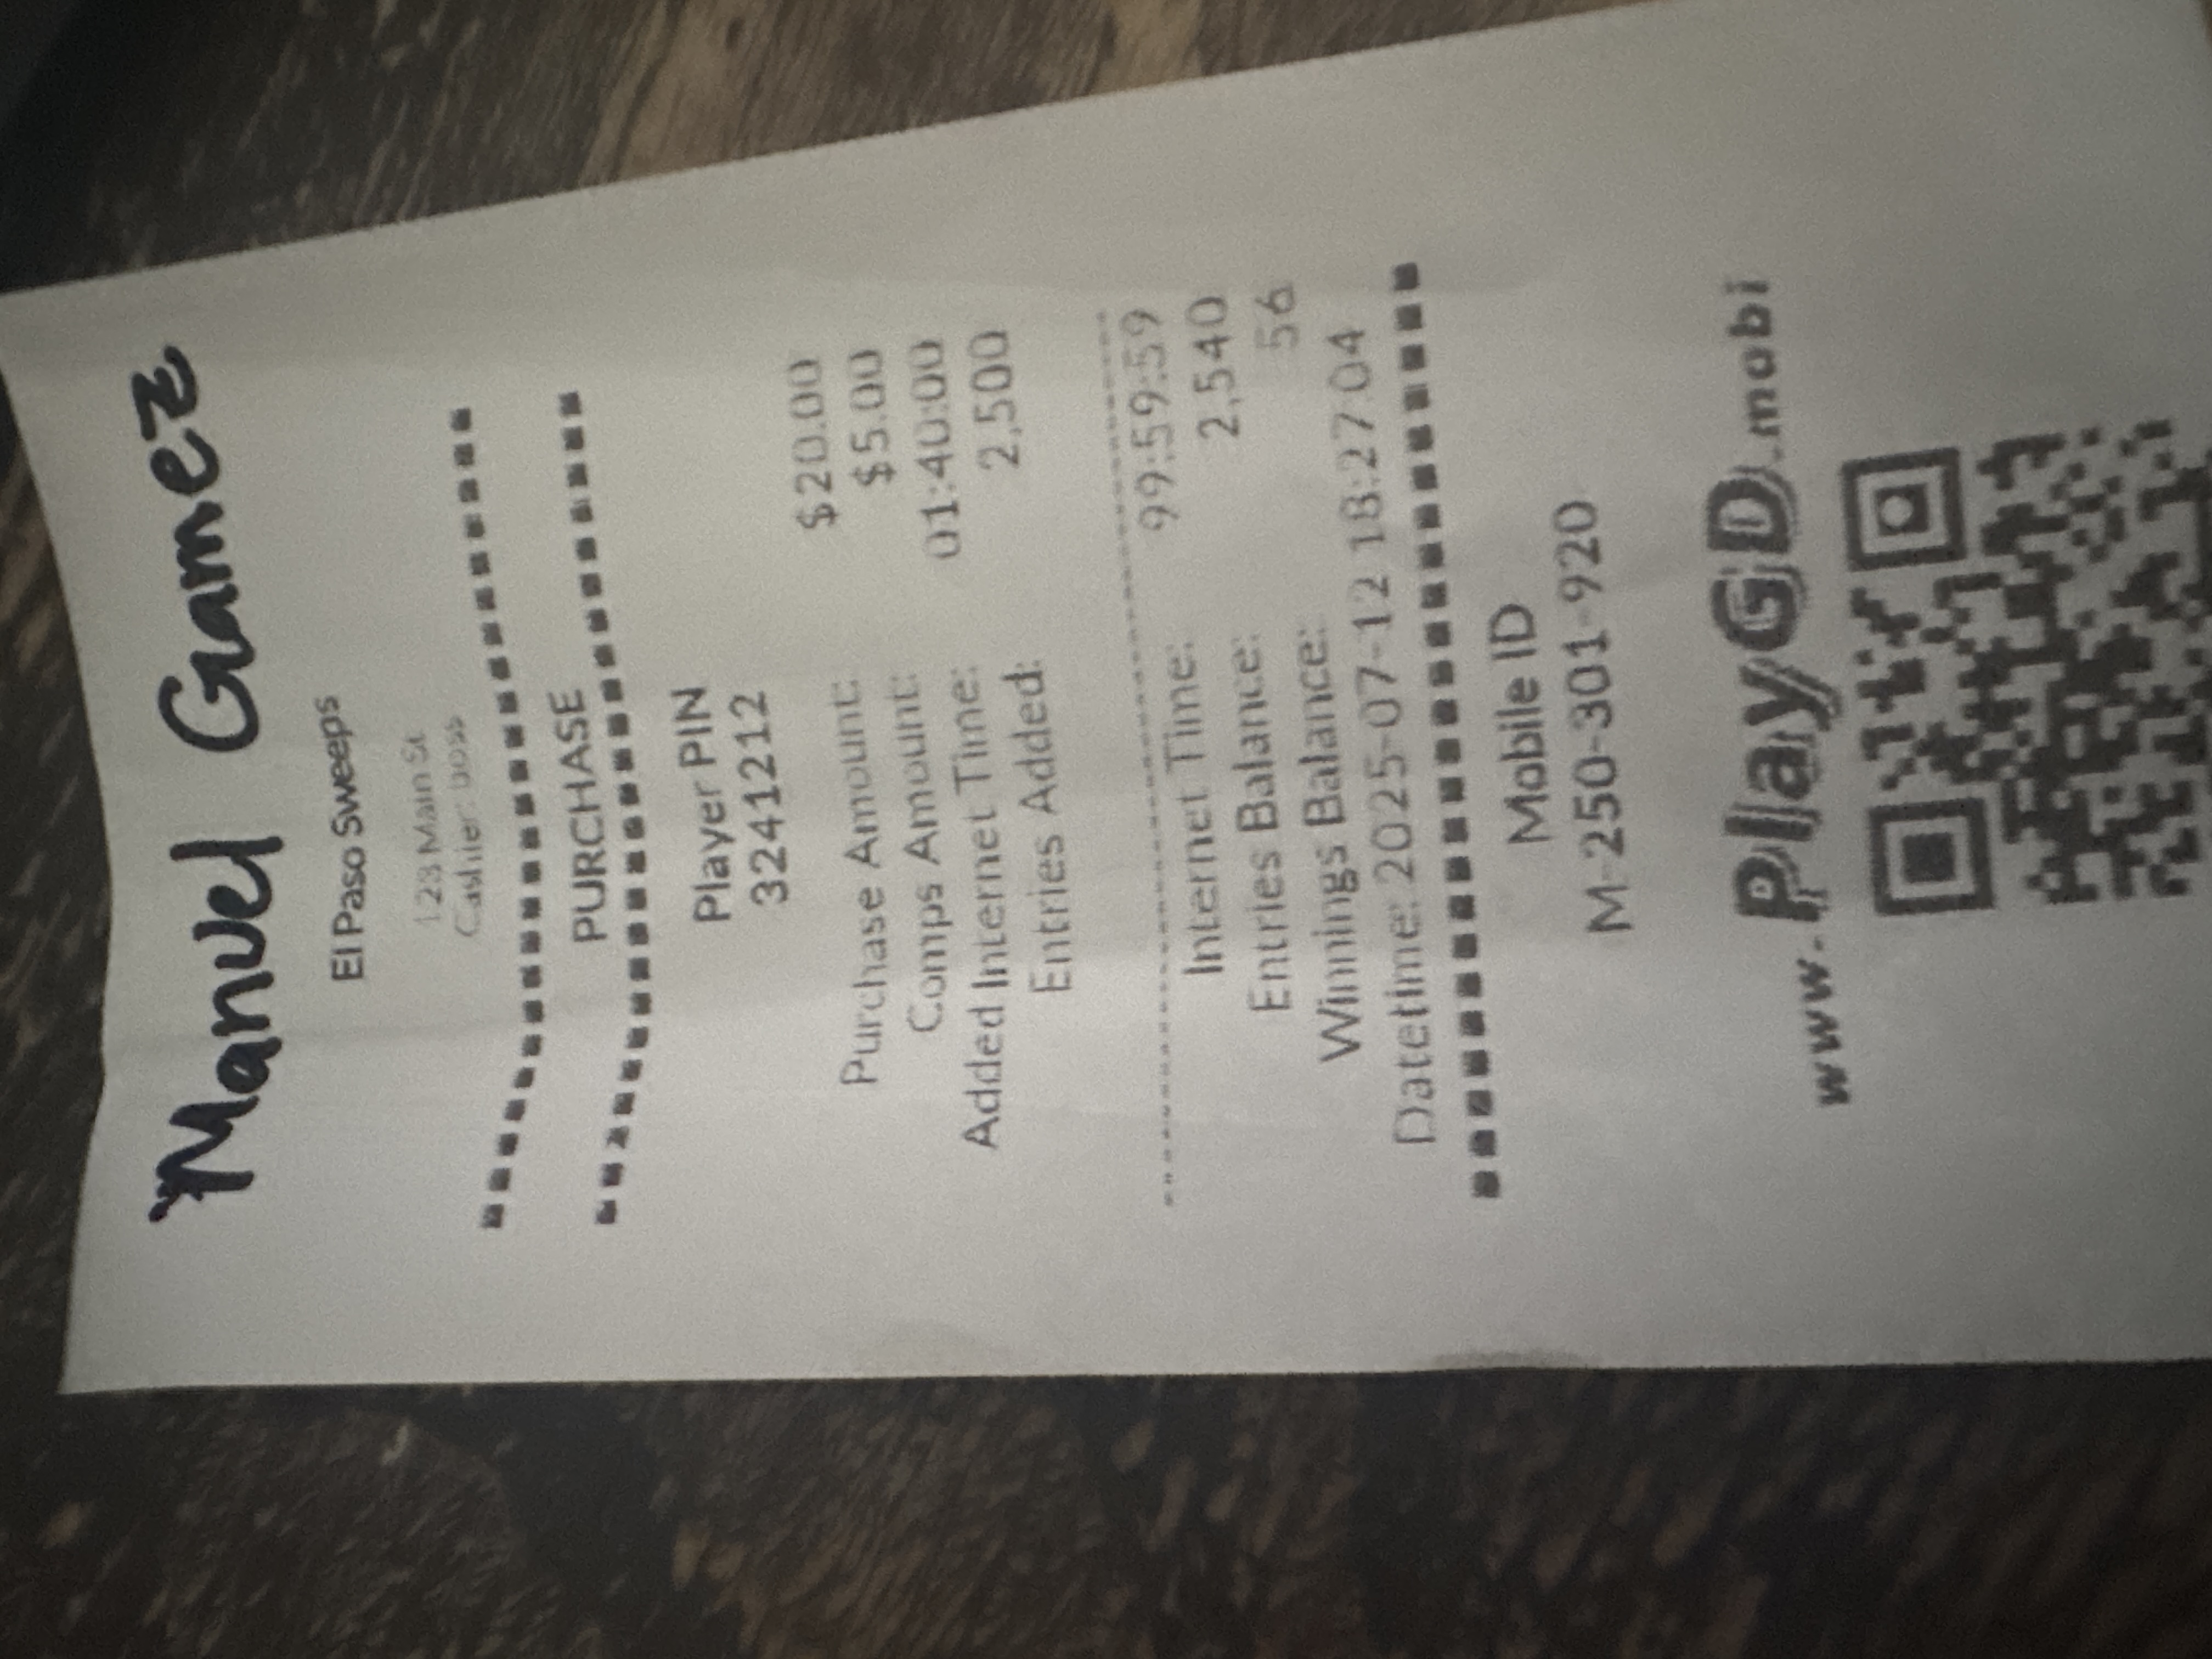 Manuel Gamez
El Paso Sweeps
123 Main St
Cashier: boss
PURCHASE
Player PIN
3241212
Purchase Amount: $20.00
Comps Amount: $5.00
Added Internet Time: 01:40:00
Entries Added: 2,500
Internet Time: 99:59:59
Entries Balance: 2,540
Winnings Balance: 56
Datetime: 2025-07-12 18:27:04
Mobile ID
M-250-301-920
www.PlayGD.mobi